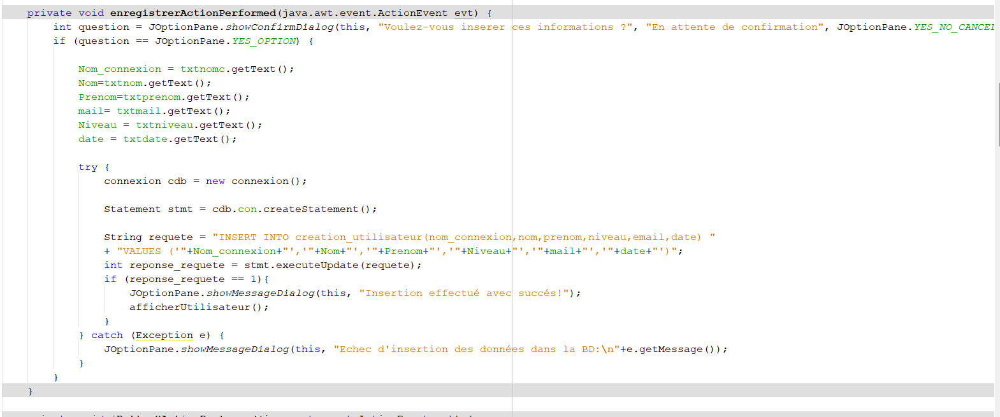 private void enregistrerActionPerformed(java.awt.event.ActionEvent evt) {
int question = JOptionPane.showConfirmDialog(this, "Voulez-vous inserer ces informations ?", "En attente de confirmation", JOptionPane.YES_NO_CANCEL
if (question == JOptionPane.YES_OPTION) {
Nom_connexion = txtnomc.getText();
Nom=txtnom.getText();
Prenom=txtprenom.getText();
mail= txtmail.getText();
Niveau = txtniveau.getText();
date = txtdate.getText();
try {
connexion cdb = new connexion();
Statement stmt = cdb.con.createStatement();
String requete = "INSERT INTO creation_utilisateur(nom_connexion,nom,prenom,niveau,email,date) "
+ "VALUES ('"+Nom_connexion+"','"+Nom+"','"+Prenom+"','"+Niveau+"','"+mail+"','"+date+"')";
int reponse_requete = stmt.executeUpdate(requete);
if (reponse_requete == 1){
JOptionPane.showMessageDialog(this, "Insertion effectué avec succés!");
afficherUtilisateur();
}
} catch (Exception e) {
JOptionPane.showMessageDialog(this, "Echec d'insertion des données dans la BD:\n"+e.getMessage());
}
}
}